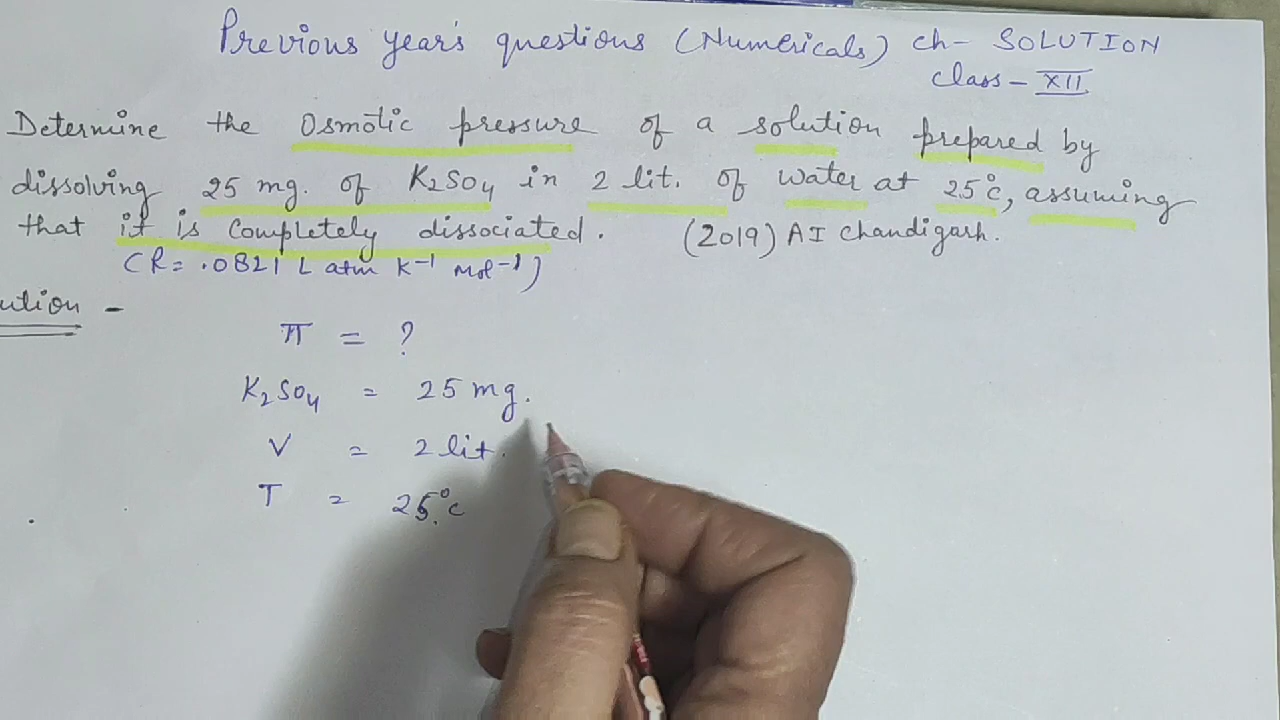 Previous year's questions (Numericals) ch- SOLUTION
class - XII
Determine the Osmotic pressure of a solution prepared by
dissolving 25 mg. of K₂SO₄ in 2 lit. of water at 25°C, assuming
that it is completely dissociated. (2019) AI Chandigarh.
(R = .0821 L atm K⁻¹ mol⁻¹)
ution -
π = ?
K₂SO₄ = 25 mg.
V = 2 lit.
T = 25°C